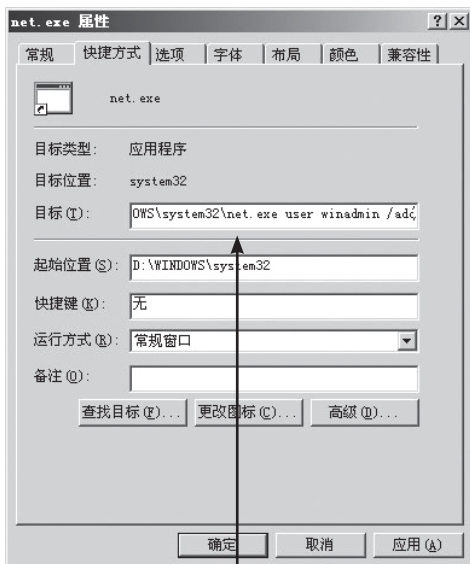 net.exe 属性
常规 快捷方式 选项 字体 布局 颜色 兼容性
net.exe
目标类型: 应用程序
目标位置: system32
目标(T): OWS\system32\net.exe user winadmin /add
起始位置(S): D:\WINDOWS\system32
快捷键(K): 无
运行方式(R): 常规窗口
备注(O):
查找目标(F)... 更改图标(C)... 高级(D)...
确定 取消 应用(A)